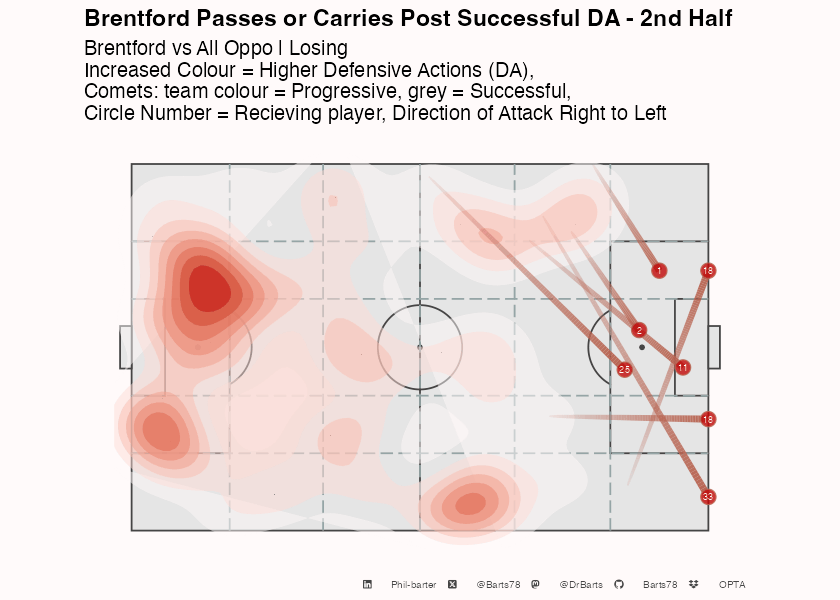 Brentford Passes or Carries Post Successful DA - 2nd Half
Brentford vs All Oppo | Losing
Increased Colour = Higher Defensive Actions (DA),
Comets: team colour = Progressive, grey = Successful,
Circle Number = Recieving player, Direction of Attack Right to Left
1
18
2
11
26
18
33
Phil-barter @Barts78 @DrBarts Barts78 OPTA